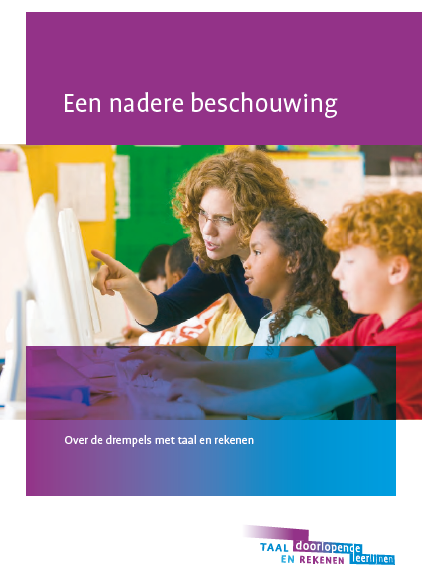 Een nadere beschouwing
Over de drempels met taal en rekenen
TAAL doorlopende
EN REKENEN leerlijnen